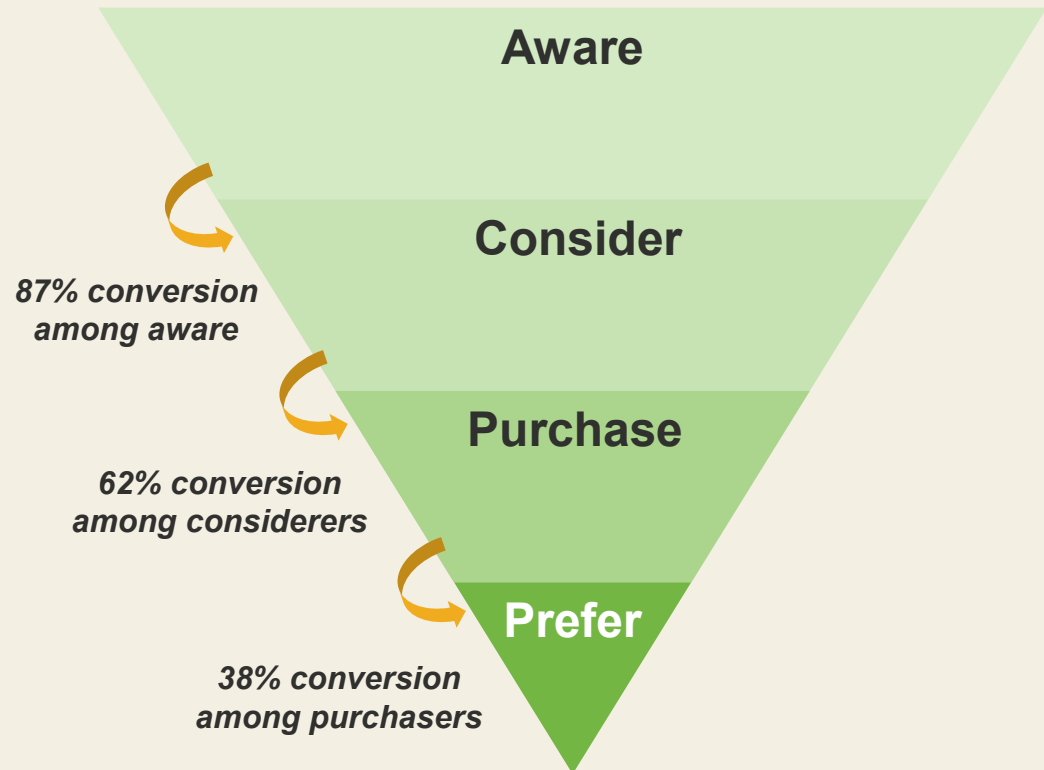 Aware
Consider
87% conversion
among aware
Purchase
62% conversion
among considerers
Prefer
38% conversion
among purchasers